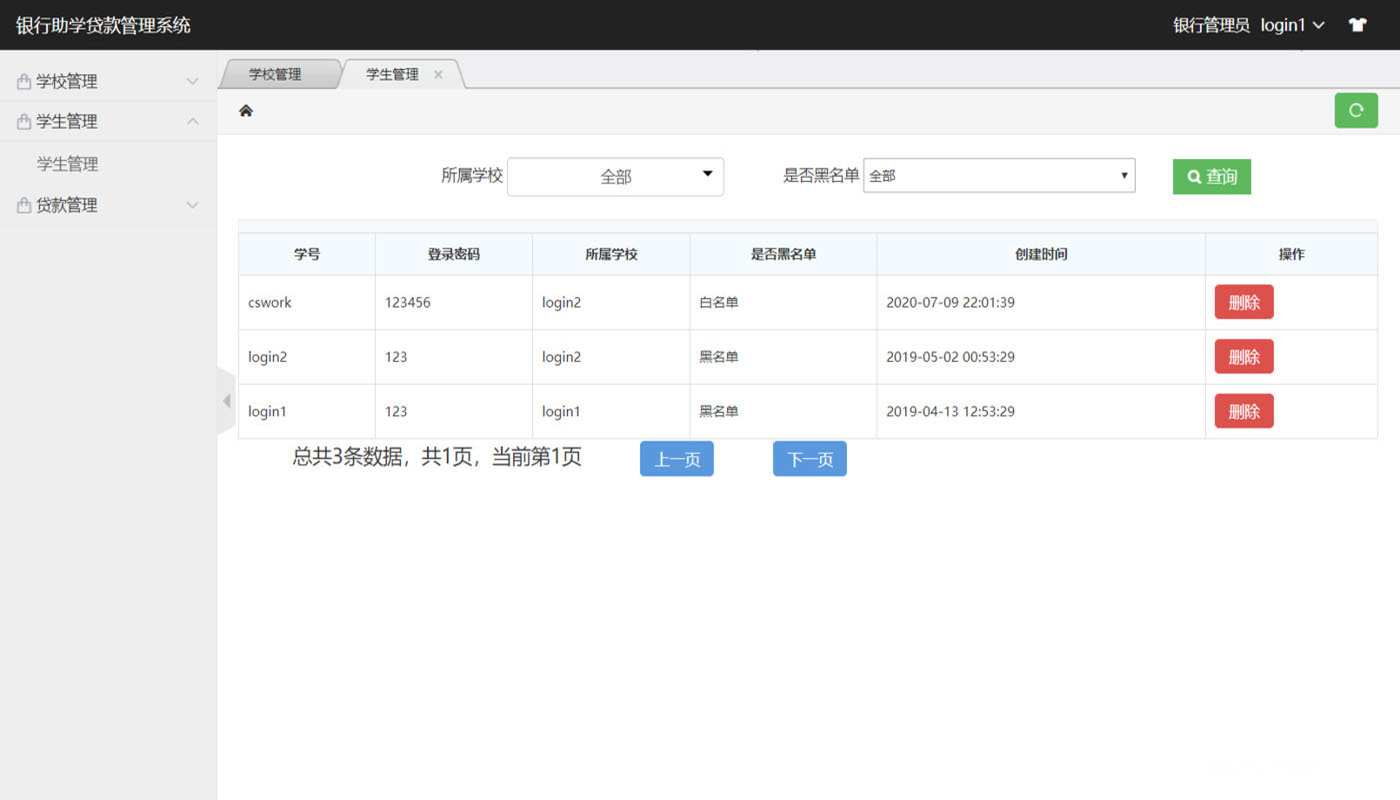 银行助学贷款管理系统
银行管理员 login1
学校管理
学生管理
学生管理
贷款管理
学校管理 学生管理
所属学校 全部 是否黑名单 全部 查询
学号 登录密码 所属学校 是否黑名单 创建时间 操作
cswork 123456 login2 白名单 2020-07-09 22:01:39 删除
login2 123 login2 黑名单 2019-05-02 00:53:29 删除
login1 123 login1 黑名单 2019-04-13 12:53:29 删除
总共3条数据，共1页，当前第1页 上一页 下一页